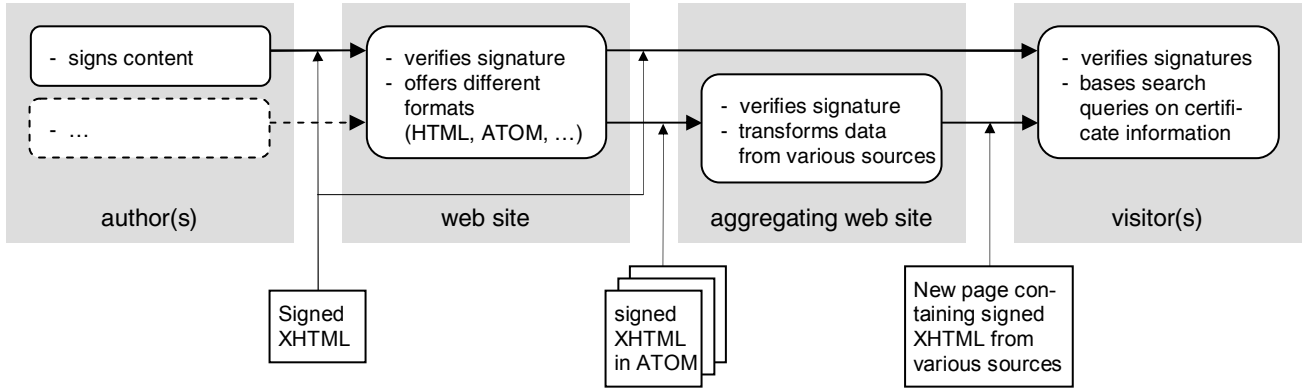 - signs content
- …
author(s)
- verifies signature
- offers different
formats
(HTML, ATOM, …)
web site
- verifies signature
- transforms data
from various sources
aggregating web site
- verifies signatures
- bases search
queries on certifi-
cate information
visitor(s)
Signed
XHTML
signed
XHTML
in ATOM
New page con-
taining signed
XHTML from
various sources